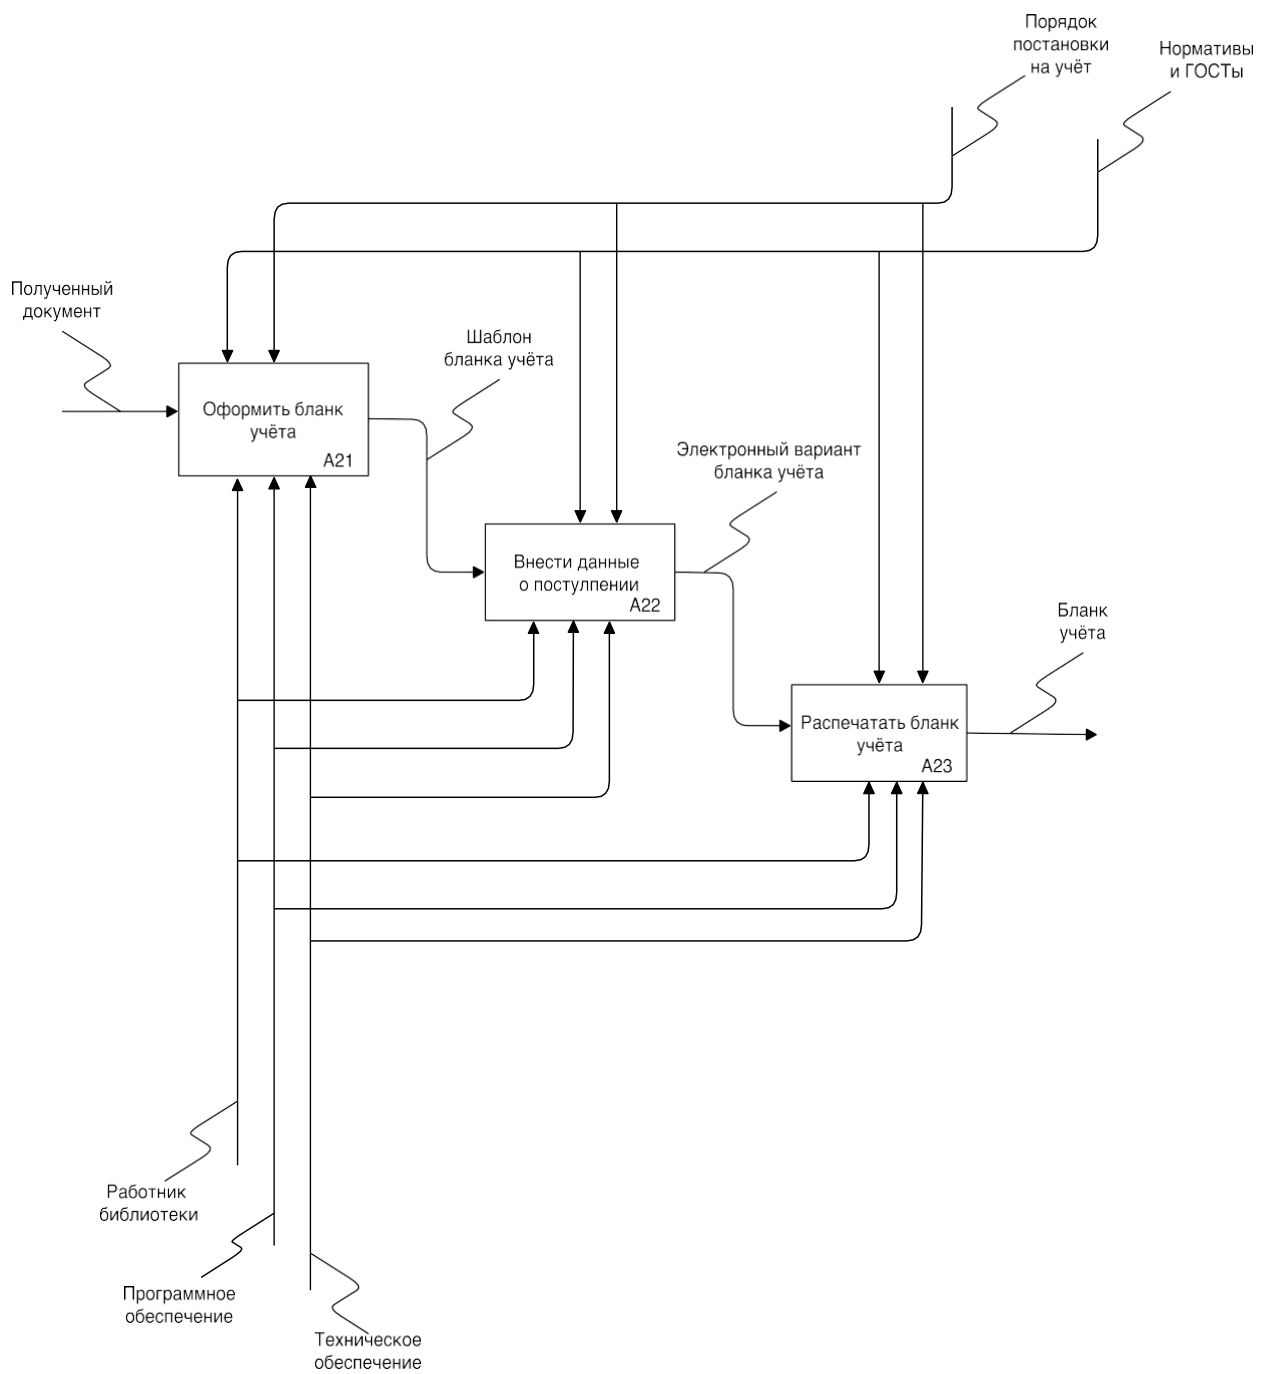 Порядок
постановки
на учёт
Нормативы
и ГОСТы
Полученный
документ
Шаблон
бланка учёта
Оформить бланк
учёта
A21
Электронный вариант
бланка учёта
Внести данные
о постулпении
A22
Бланк
учёта
Распечатать бланк
учёта
A23
Работник
библиотеки
Программное
обеспечение
Техническое
обеспечение